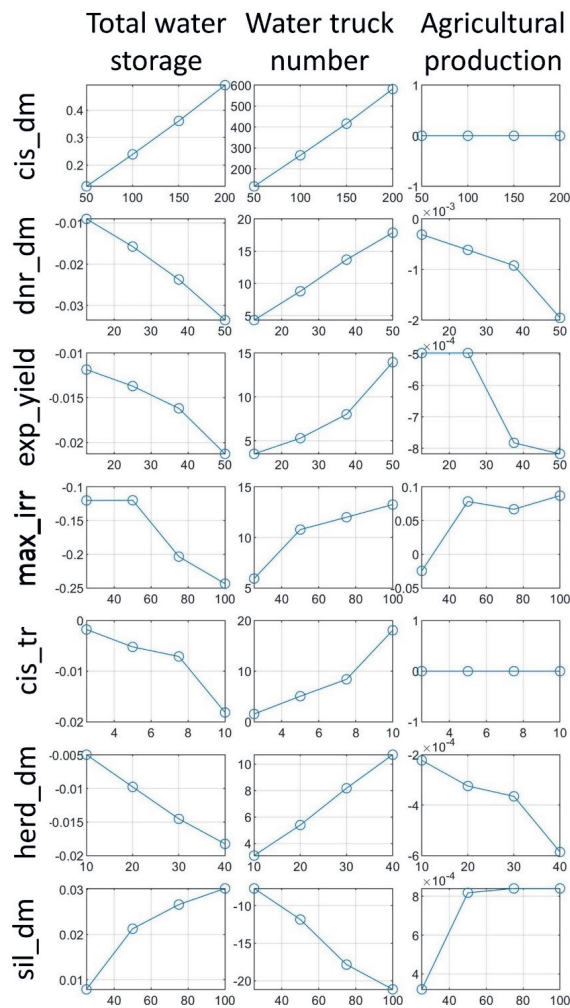 Total water storage
Water truck number
Agricultural production
cis_dm
0.4
0.2
50 100 150 200
600
500
400
300
200
100
50 100 150 200
1
0
-1
50 100 150 200
dnr_dm
-0.01
-0.02
-0.03
20 30 40 50
20
15
10
5
20 30 40 50
×10⁻³
0
-1
-2
20 30 40 50
exp_yield
-0.01
-0.015
-0.02
20 30 40 50
15
10
5
20 30 40 50
×10⁻⁴
-5
-6
-7
-8
20 30 40 50
max_irr
-0.1
-0.15
-0.2
-0.25
40 60 80 100
15
10
5
40 60 80 100
0.1
0.05
0
-0.05
40 60 80 100
cis_tr
0
-0.01
-0.02
4 6 8 10
20
10
0
4 6 8 10
1
0
-1
4 6 8 10
herd_dm
-0.005
-0.01
-0.015
-0.02
10 20 30 40
10
8
6
4
10 20 30 40
×10⁻⁴
-2
-4
-6
10 20 30 40
sil_dm
0.03
0.02
0.01
40 60 80 100
-10
-15
-20
40 60 80 100
×10⁻⁴
8
6
4
40 60 80 100